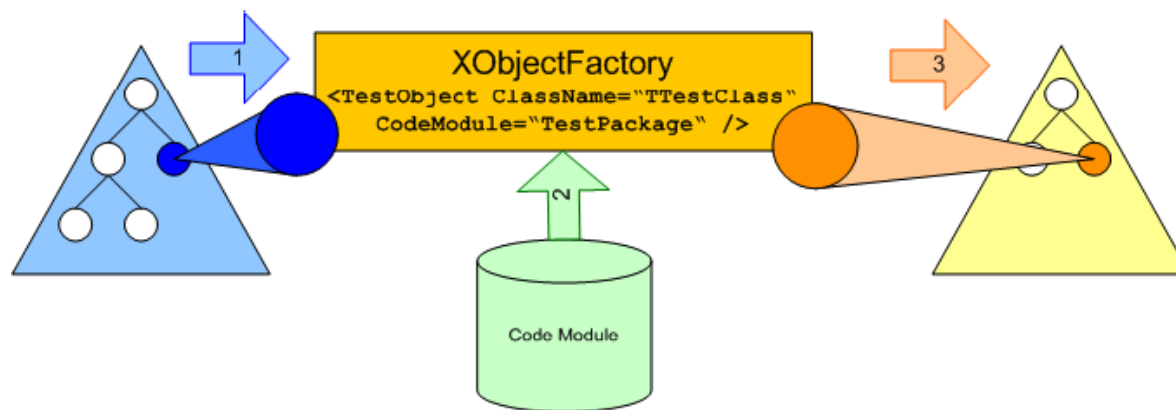 1
XObjectFactory
<TestObject ClassName=“TTestClass“
CodeModule=“TestPackage“ />
3
2
Code Module